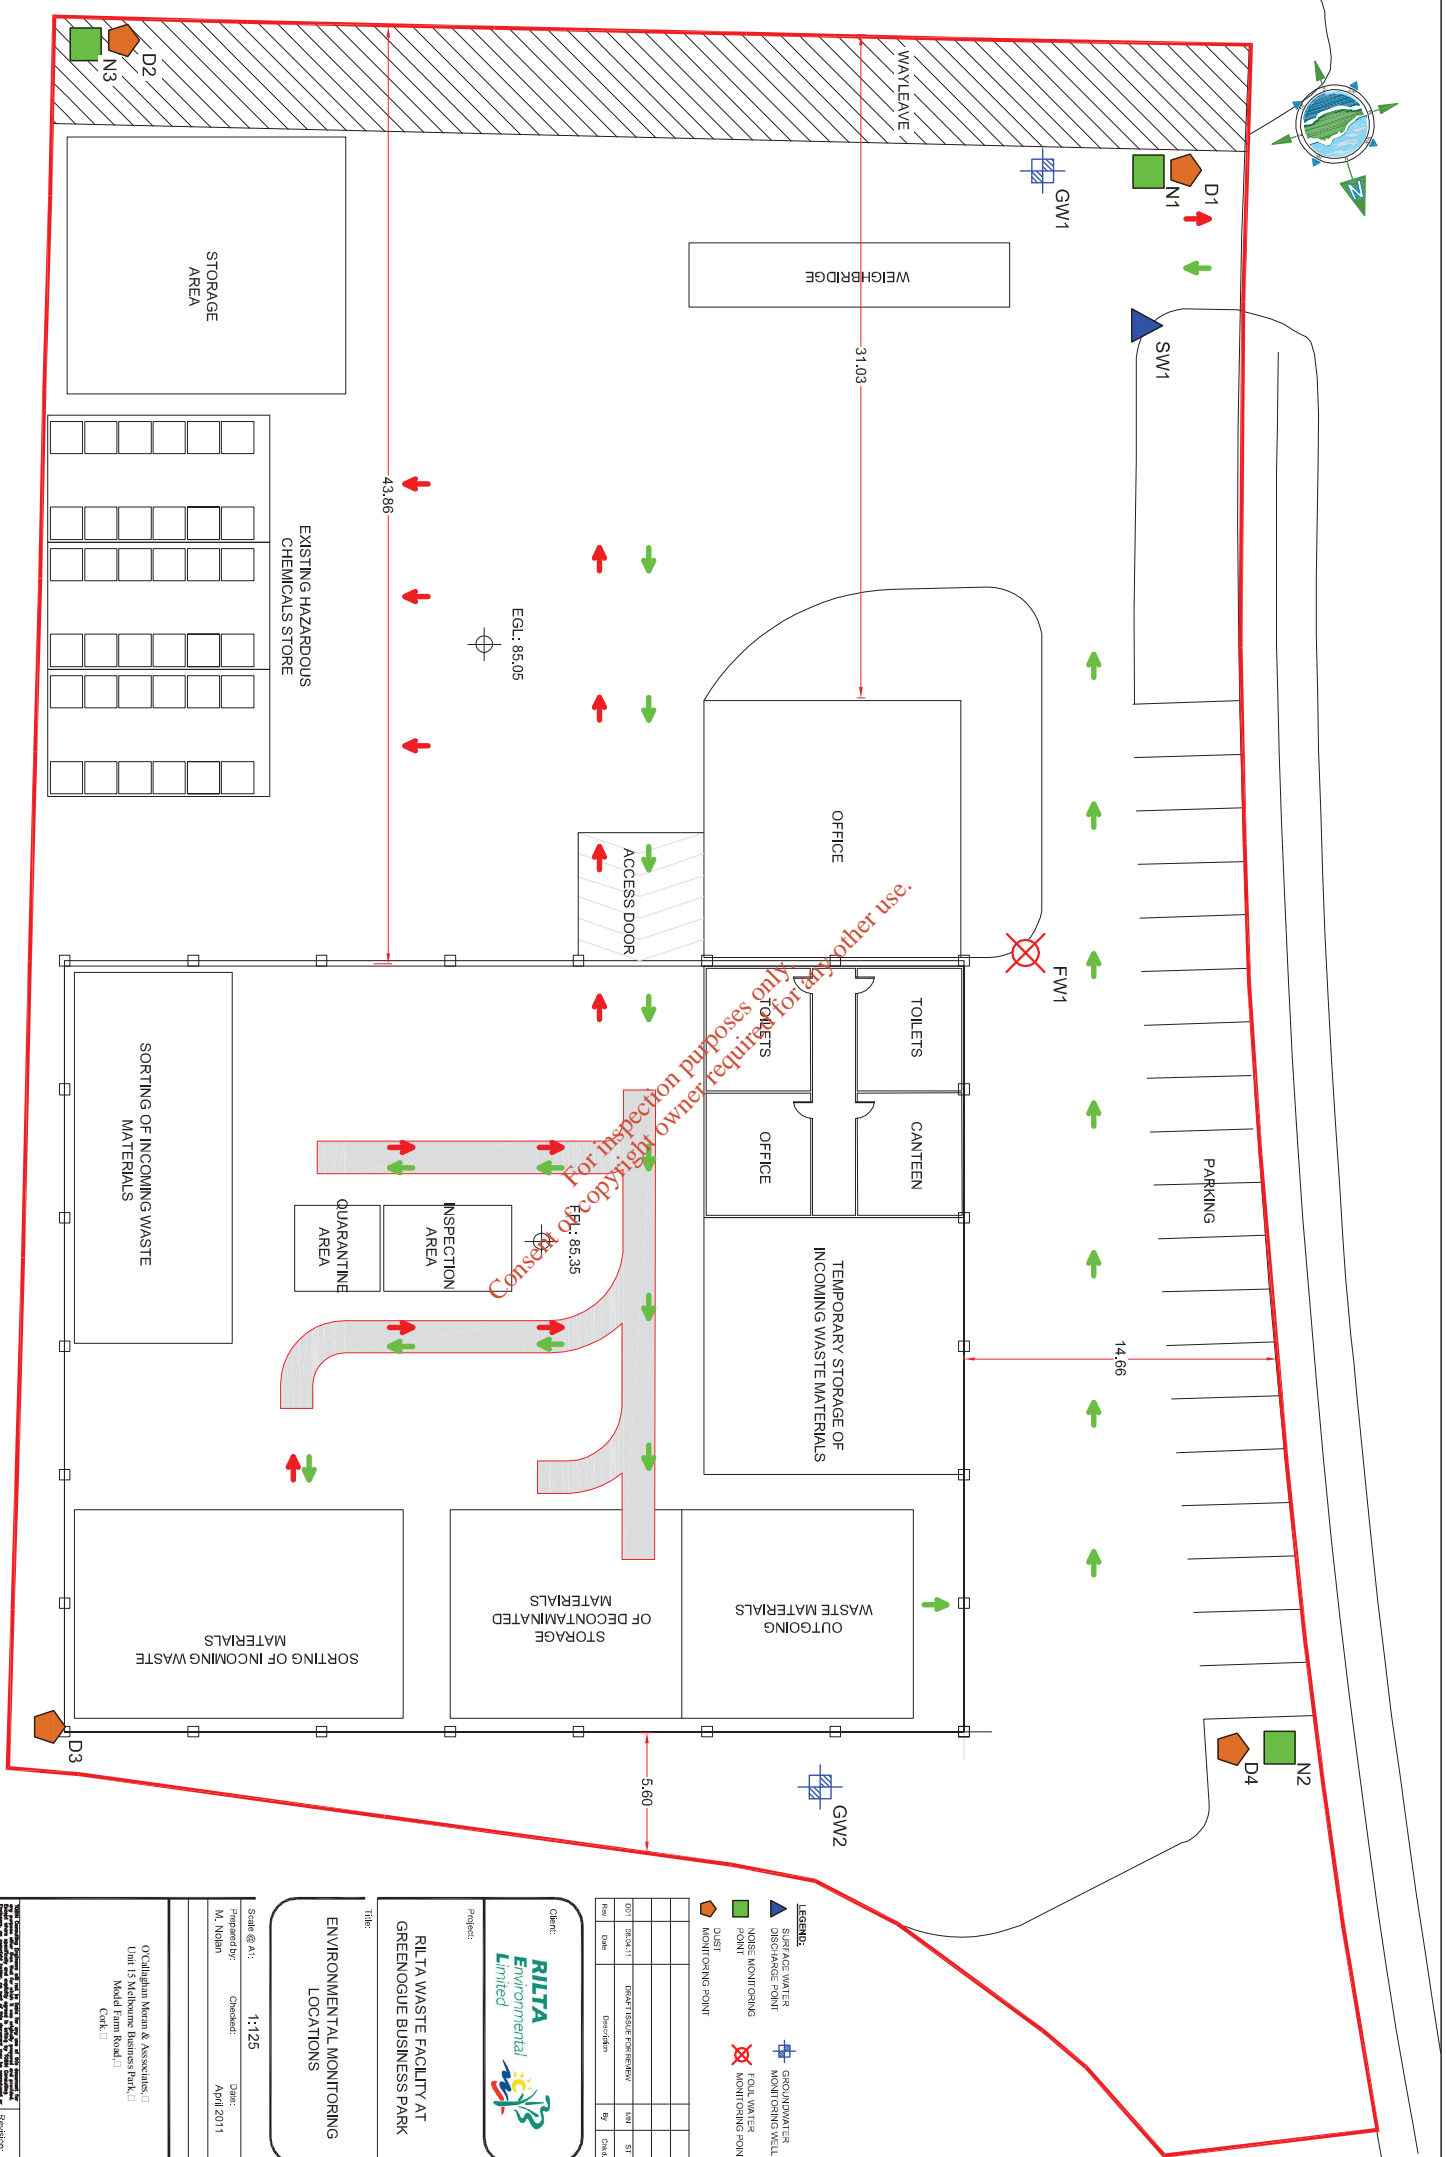 WAYLEAVE
D2
N3
D1
N1
GW1
SW1
WEIGHBRIDGE
STORAGE
AREA
31.03
43.86
EXISTING HAZARDOUS
CHEMICALS STORE
EGL: 85.05
OFFICE
ACCESS DOOR
FW1
TOILETS
TOILETS
CANTEEN
OFFICE
PARKING
SORTING OF INCOMING WASTE
MATERIALS
QUARANTINE
AREA
INSPECTION
AREA
FFL: 85.35
TEMPORARY STORAGE OF
INCOMING WASTE MATERIALS
14.66
SORTING OF INCOMING WASTE
MATERIALS
STORAGE
OF DECONTAMINATED
MATERIALS
OUTGOING
WASTE MATERIALS
D3
5.60
GW2
D4
N2
N
For inspection purposes only.
Consent of copyright owner required for any other use.
LEGEND:
SURFACE WATER
DISCHARGE POINT
GROUNDWATER
MONITORING WELL
NOISE MONITORING
POINT
FOUL WATER
MONITORING POIN
DUST
MONITORING POINT
D01 08.04.11 DRAFT ISSUE FOR REVIEW MN ST
Rev Date Description By Chkd.
Client:
RILTA
Environmental
Limited
Project:
RILTA WASTE FACILITY AT
GREENOGUE BUSINESS PARK
Title:
ENVIRONMENTAL MONITORING
LOCATIONS
Scale @ A1: 1:125
Prepared by: Checked: Date:
M. Nolan April 2011
O'Callaghan Moran & Associates,
Unit 15 Melbourne Business Park,
Model Farm Road,
Cork.
Revision: